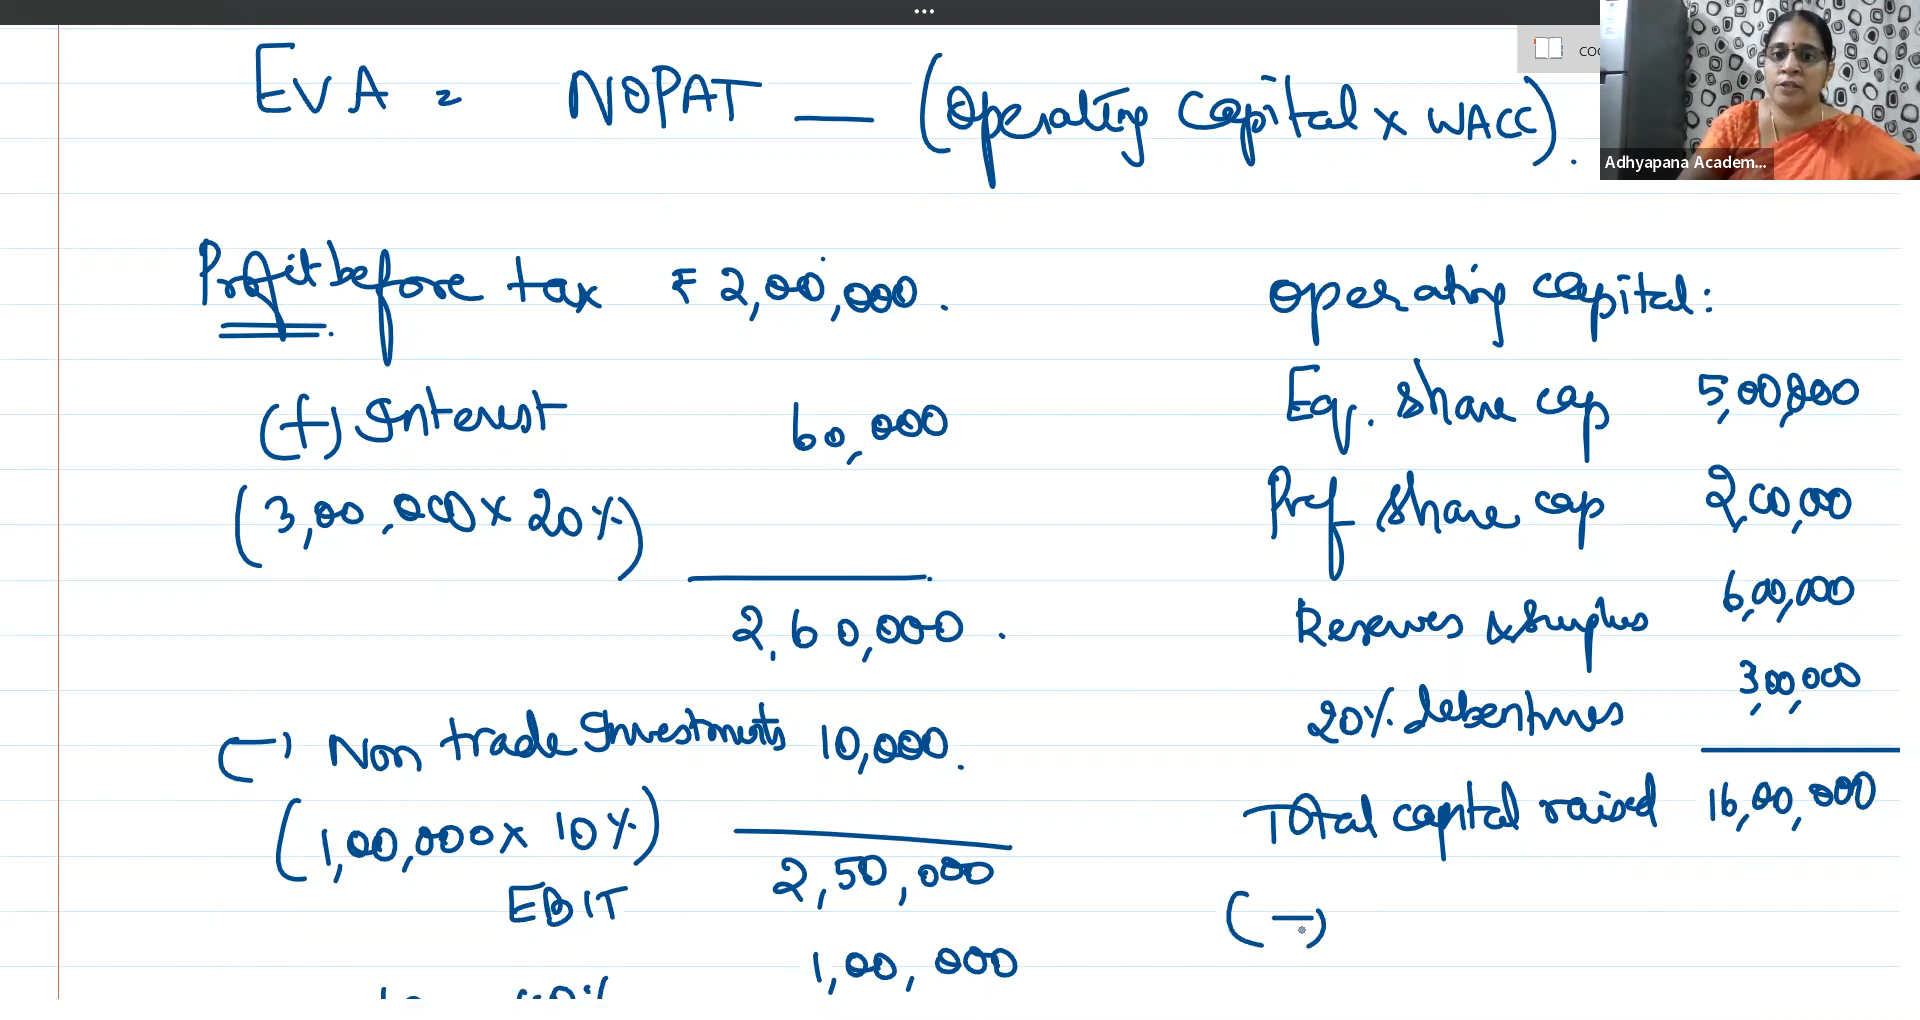 ...
COO
Adhyapana Academ...
EVA = NOPAT — (Operating Capital x WACC).
Profit before tax ₹ 2,00,000.
(+) Interest 60,000
(3,00,000 x 20%)
2,60,000.
(-) Non trade Investments 10,000.
(1,00,000 x 10%)
2,50,000
EBIT
1,00,000
Operating Capital:
Eq. Share cap 5,00,000
Pref Share cap 2,00,000
Reserves & Surplus 6,00,000
20% debentures 3,00,000
Total capital raised 16,00,000
(-)